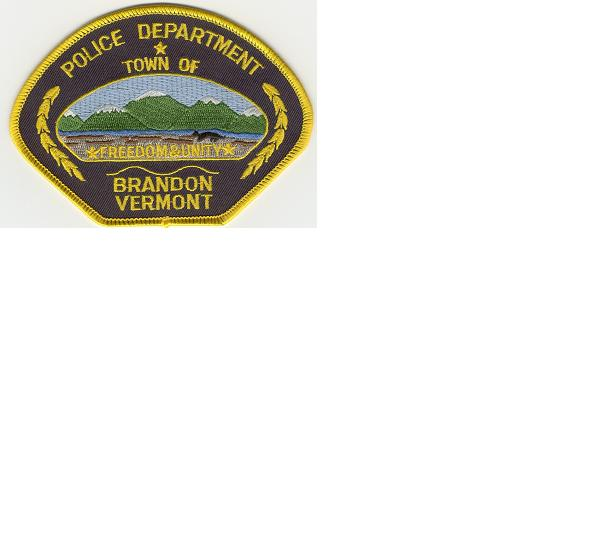 POLICE DEPARTMENT
TOWN OF
FREEDOM & UNITY
BRANDON
VERMONT